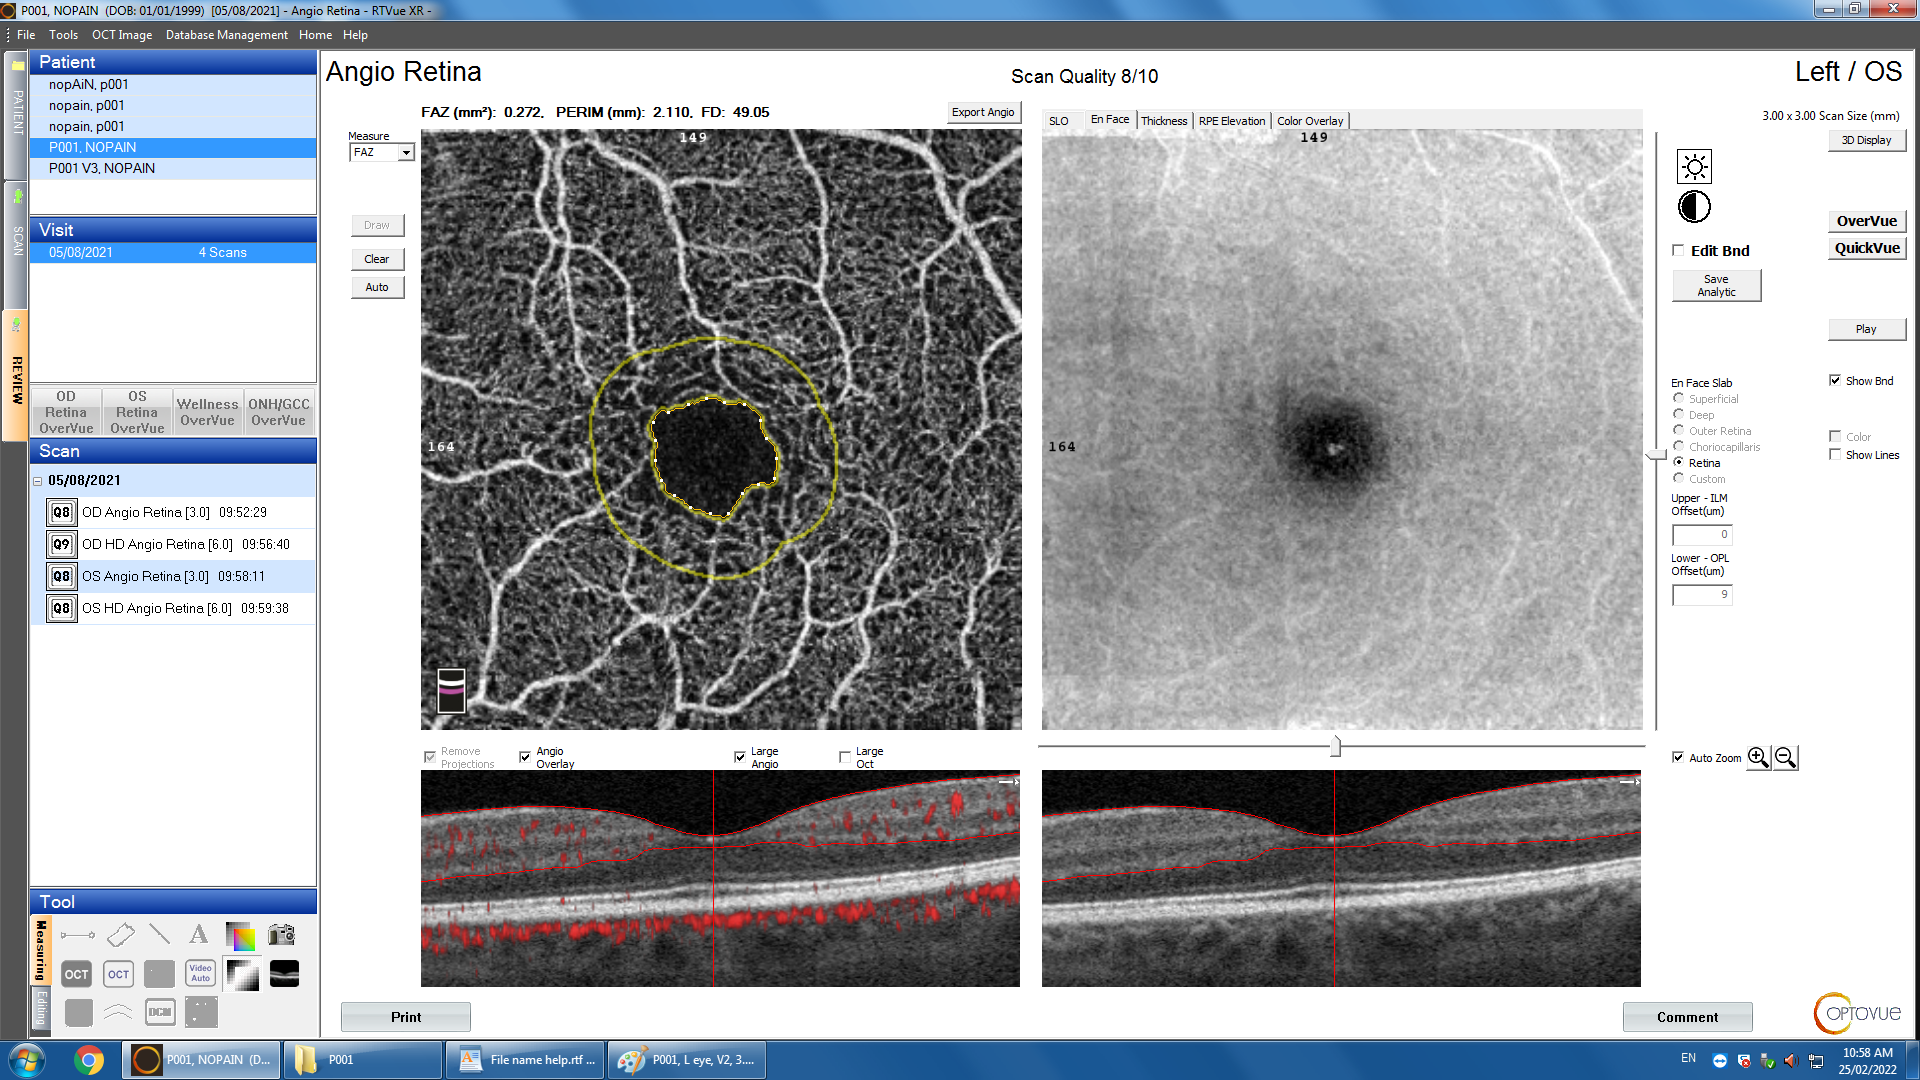 P001, NOPAIN  (DOB: 01/01/1999)  [05/08/2021] - Angio Retina - RTVue XR -
File Tools OCT Image Database Management Home Help
PATIENT
SCAN
REVIEW
Patient
nopAiN, p001
nopain, p001
nopain, p001
P001, NOPAIN
P001 V3, NOPAIN
Visit
05/08/2021 4 Scans
OD Retina OverVue
OS Retina OverVue
Wellness OverVue
ONH/GCC OverVue
Scan
05/08/2021
Q8 OD Angio Retina [3.0] 09:52:29
Q9 OD HD Angio Retina [6.0] 09:56:40
Q8 OS Angio Retina [3.0] 09:58:11
Q8 OS HD Angio Retina [6.0] 09:59:38
Tool
Measuring
Editing
A
OCT OCT Video Auto
DCM
Angio Retina
Scan Quality 8/10
Left / OS
FAZ (mm²): 0.272, PERIM (mm): 2.110, FD: 49.05
Export Angio
Measure
FAZ
Draw
Clear
Auto
149
164
SLO En Face Thickness RPE Elevation Color Overlay
149
164
3.00 x 3.00 Scan Size (mm)
3D Display
OverVue
QuickVue
Edit Bnd
Save Analytic
Play
Show Bnd
En Face Slab
Superficial
Deep
Outer Retina
Choriocapillaris
Retina
Custom
Color
Show Lines
Upper - ILM
Offset(um)
0
Lower - OPL
Offset(um)
9
Remove Projections
Angio Overlay
Large Angio
Large Oct
Auto Zoom
Print
Comment
OPTOVUE
P001, NOPAIN (D...
P001
File name help.rtf ...
P001, L eye, V2, 3....
EN
10:58 AM
25/02/2022